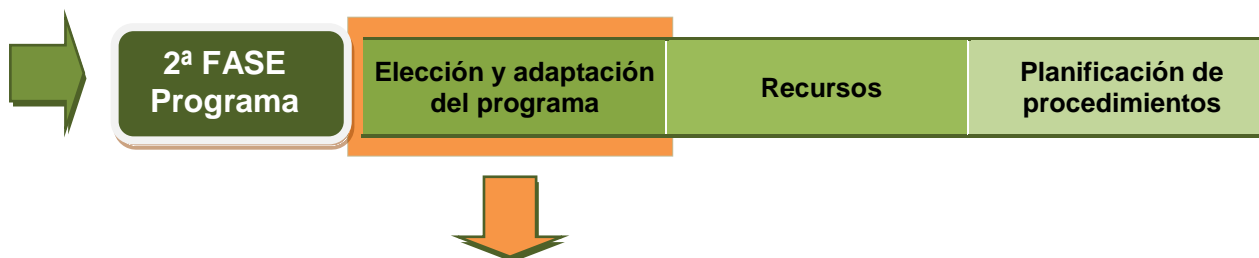 2ª FASE
Programa
Elección y adaptación
del programa
Recursos
Planificación de
procedimientos